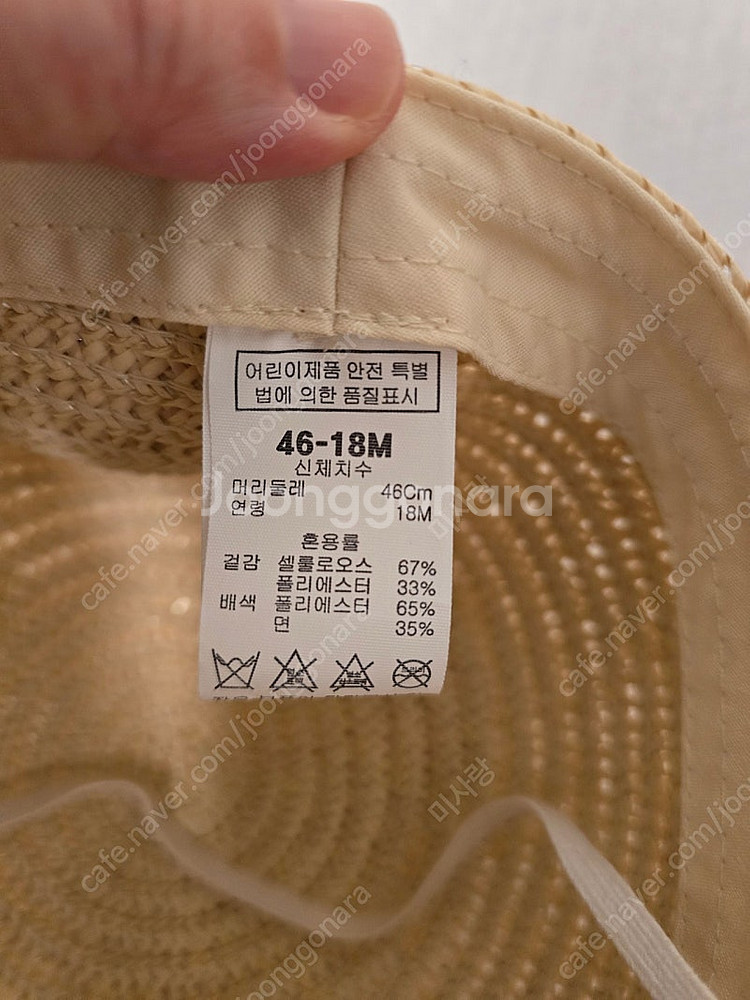 어린이제품 안전 특별
법에 의한 품질표시
46-18M
신체치수
머리둘레 46Cm
연령 18M
혼용률
겉감 셀룰로오스 67%
폴리에스터 33%
배색 폴리에스터 65%
면 35%
Joonggonara
미사랑
cafe.naver.com/joonggonara